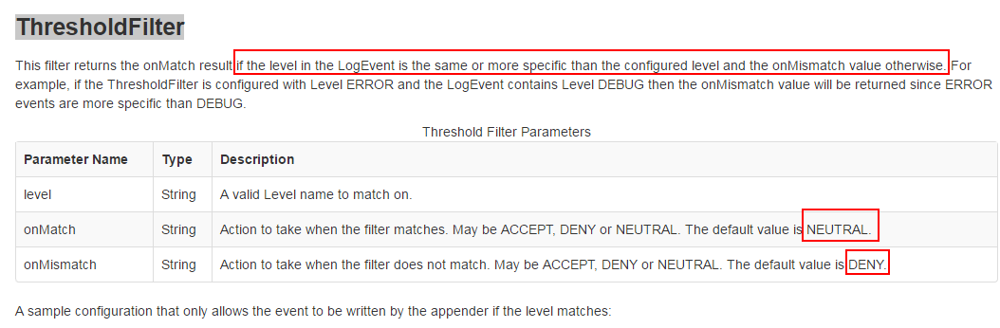 ThresholdFilter
This filter returns the onMatch result if the level in the LogEvent is the same or more specific than the configured level and the onMismatch value otherwise. For
example, if the ThresholdFilter is configured with Level ERROR and the LogEvent contains Level DEBUG then the onMismatch value will be returned since ERROR
events are more specific than DEBUG.
Threshold Filter Parameters
Parameter Name Type Description
level String A valid Level name to match on.
onMatch String Action to take when the filter matches. May be ACCEPT, DENY or NEUTRAL. The default value is NEUTRAL.
onMismatch String Action to take when the filter does not match. May be ACCEPT, DENY or NEUTRAL. The default value is DENY.
A sample configuration that only allows the event to be written by the appender if the level matches: